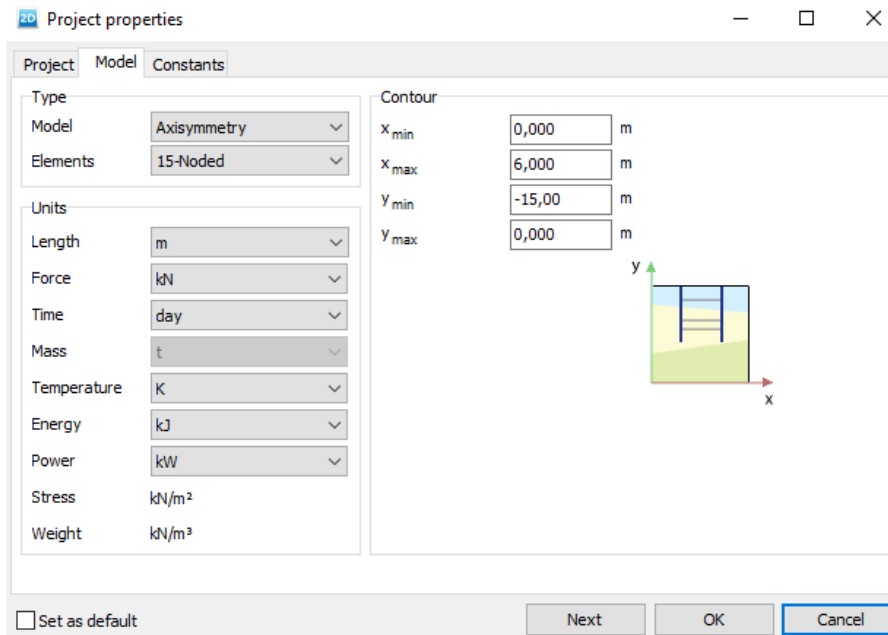 2D Project properties
Project Model Constants
Type
Model Axisymmetry
Elements 15-Noded
Units
Length m
Force kN
Time day
Mass t
Temperature K
Energy kJ
Power kW
Stress kN/m²
Weight kN/m³
Contour
x min 0,000 m
x max 6,000 m
y min -15,00 m
y max 0,000 m
y
x
Set as default
Next OK Cancel